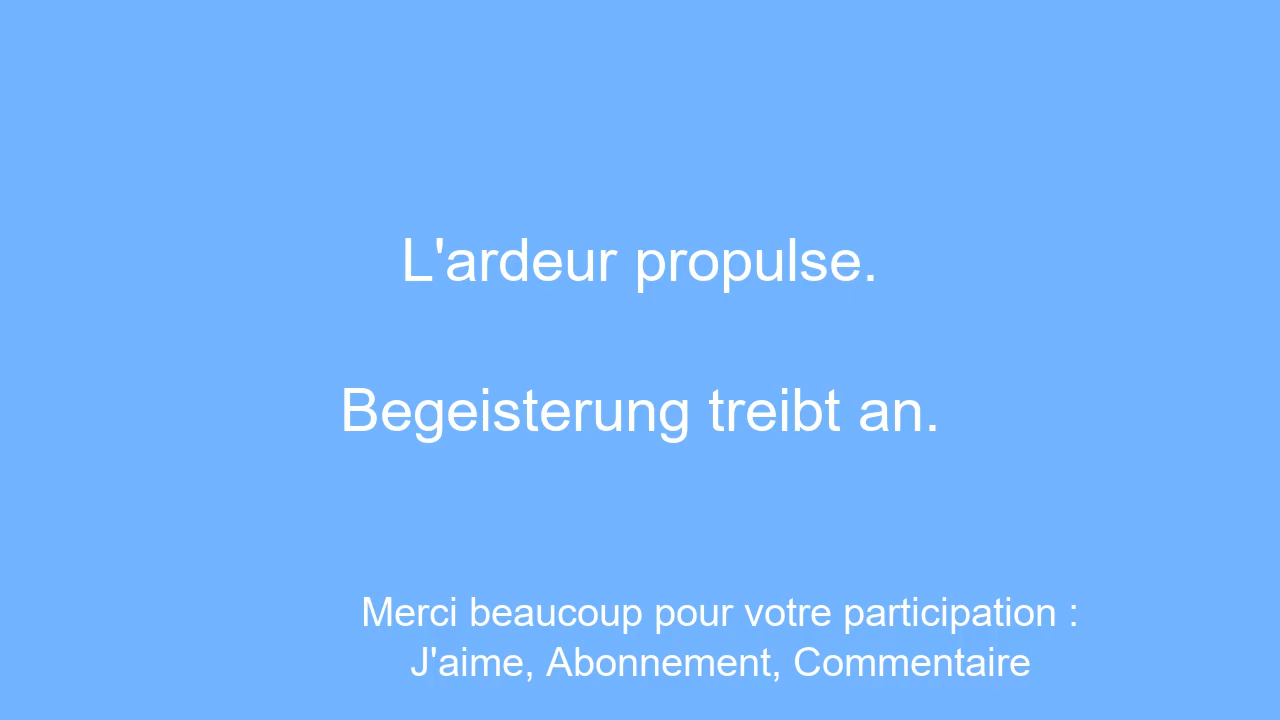 L'ardeur propulse.
Begeisterung treibt an.
Merci beaucoup pour votre participation :
J'aime, Abonnement, Commentaire